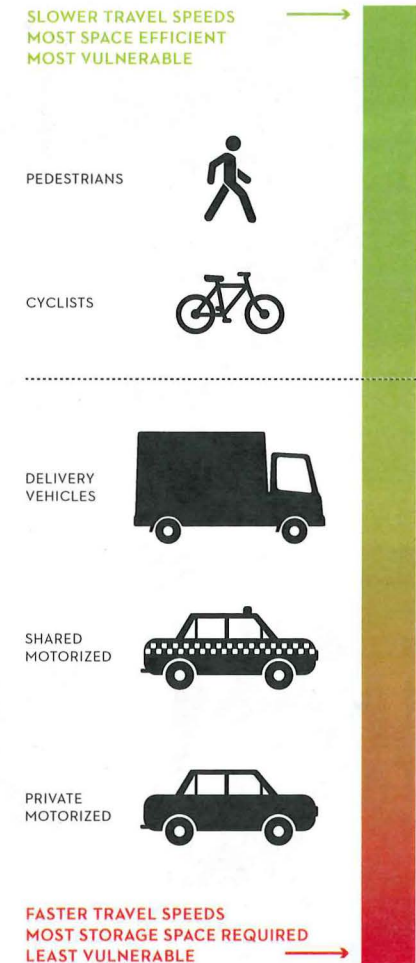 SLOWER TRAVEL SPEEDS
MOST SPACE EFFICIENT
MOST VULNERABLE
PEDESTRIANS
CYCLISTS
DELIVERY
VEHICLES
SHARED
MOTORIZED
PRIVATE
MOTORIZED
FASTER TRAVEL SPEEDS
MOST STORAGE SPACE REQUIRED
LEAST VULNERABLE